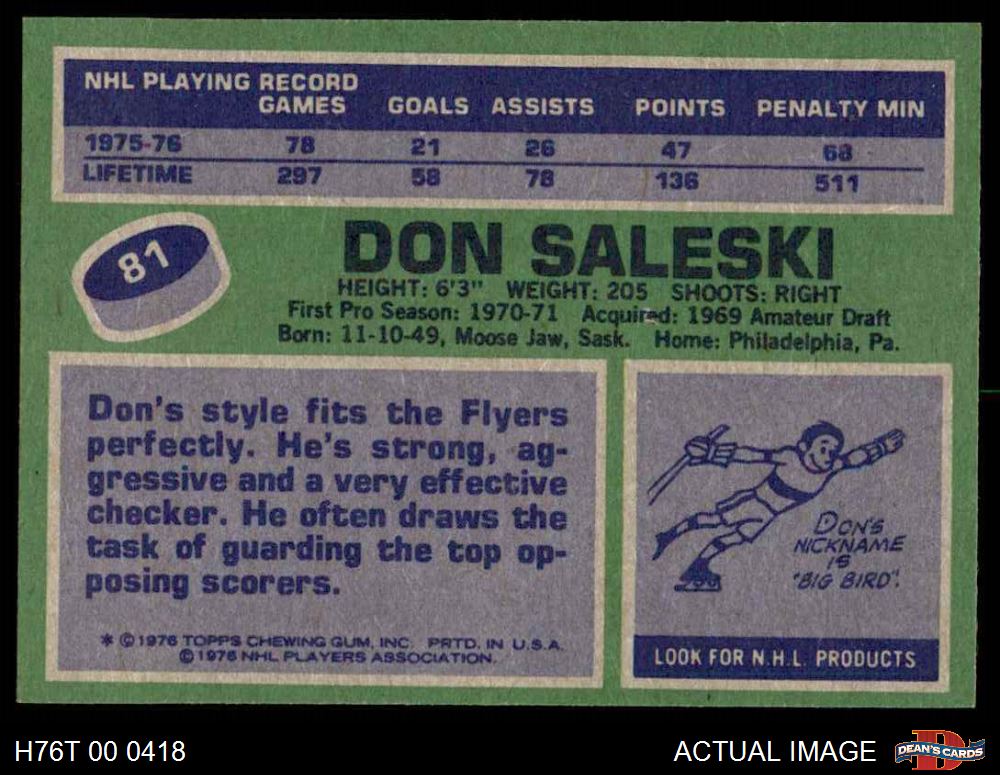 NHL PLAYING RECORD
GAMES GOALS ASSISTS POINTS PENALTY MIN
1975-76 78 21 26 47 68
LIFETIME 297 58 78 136 511
81
DON SALESKI
HEIGHT: 6'3" WEIGHT: 205 SHOOTS: RIGHT
First Pro Season: 1970-71 Acquired: 1969 Amateur Draft
Born: 11-10-49, Moose Jaw, Sask. Home: Philadelphia, Pa.
Don's style fits the Flyers
perfectly. He's strong, ag-
gressive and a very effective
checker. He often draws the
task of guarding the top op-
posing scorers.
* © 1976 TOPPS CHEWING GUM, INC. PRTD. IN U.S.A.
© 1976 NHL PLAYERS ASSOCIATION.
DON'S
NICKNAME
IS
"BIG BIRD".
LOOK FOR N.H.L. PRODUCTS
H76T 00 0418
ACTUAL IMAGE
D
DEAN'S CARDS